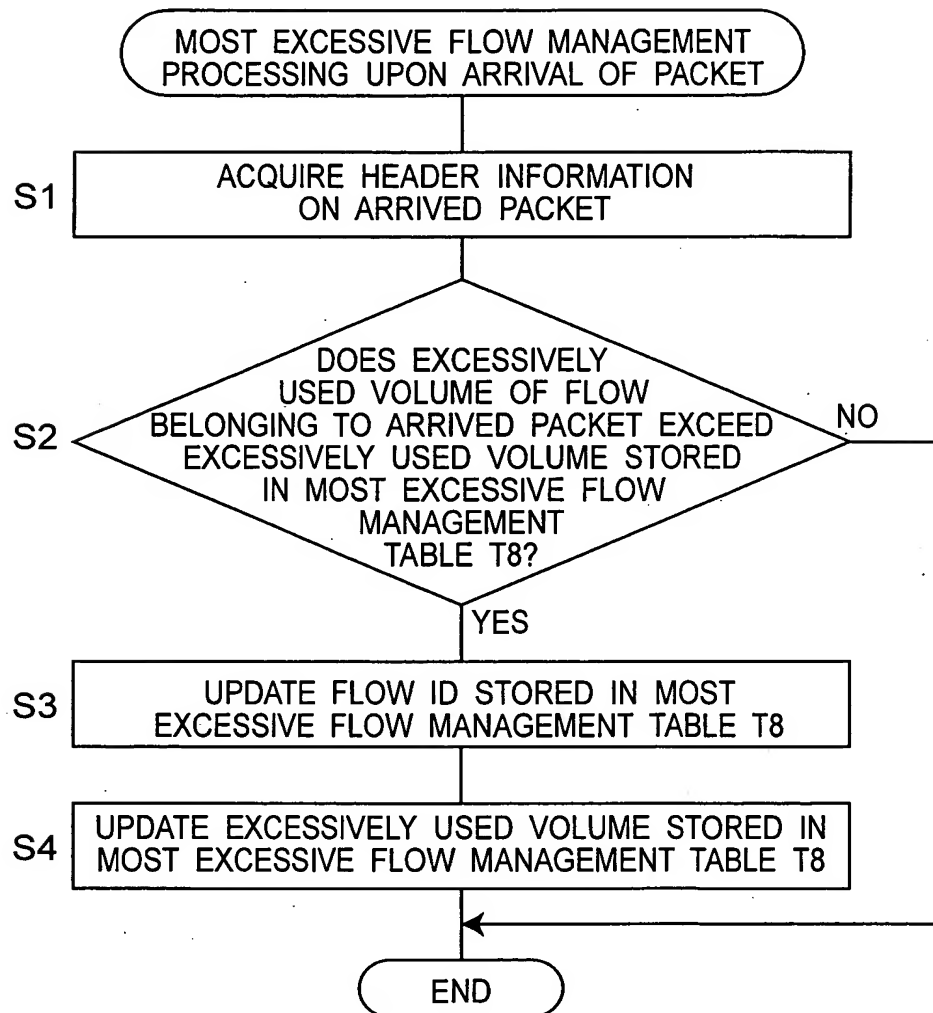 MOST EXCESSIVE FLOW MANAGEMENT
PROCESSING UPON ARRIVAL OF PACKET
S1
ACQUIRE HEADER INFORMATION
ON ARRIVED PACKET
S2
DOES EXCESSIVELY
USED VOLUME OF FLOW
BELONGING TO ARRIVED PACKET EXCEED
EXCESSIVELY USED VOLUME STORED
IN MOST EXCESSIVE FLOW
MANAGEMENT
TABLE T8?
NO
YES
S3
UPDATE FLOW ID STORED IN MOST
EXCESSIVE FLOW MANAGEMENT TABLE T8
S4
UPDATE EXCESSIVELY USED VOLUME STORED IN
MOST EXCESSIVE FLOW MANAGEMENT TABLE T8
END